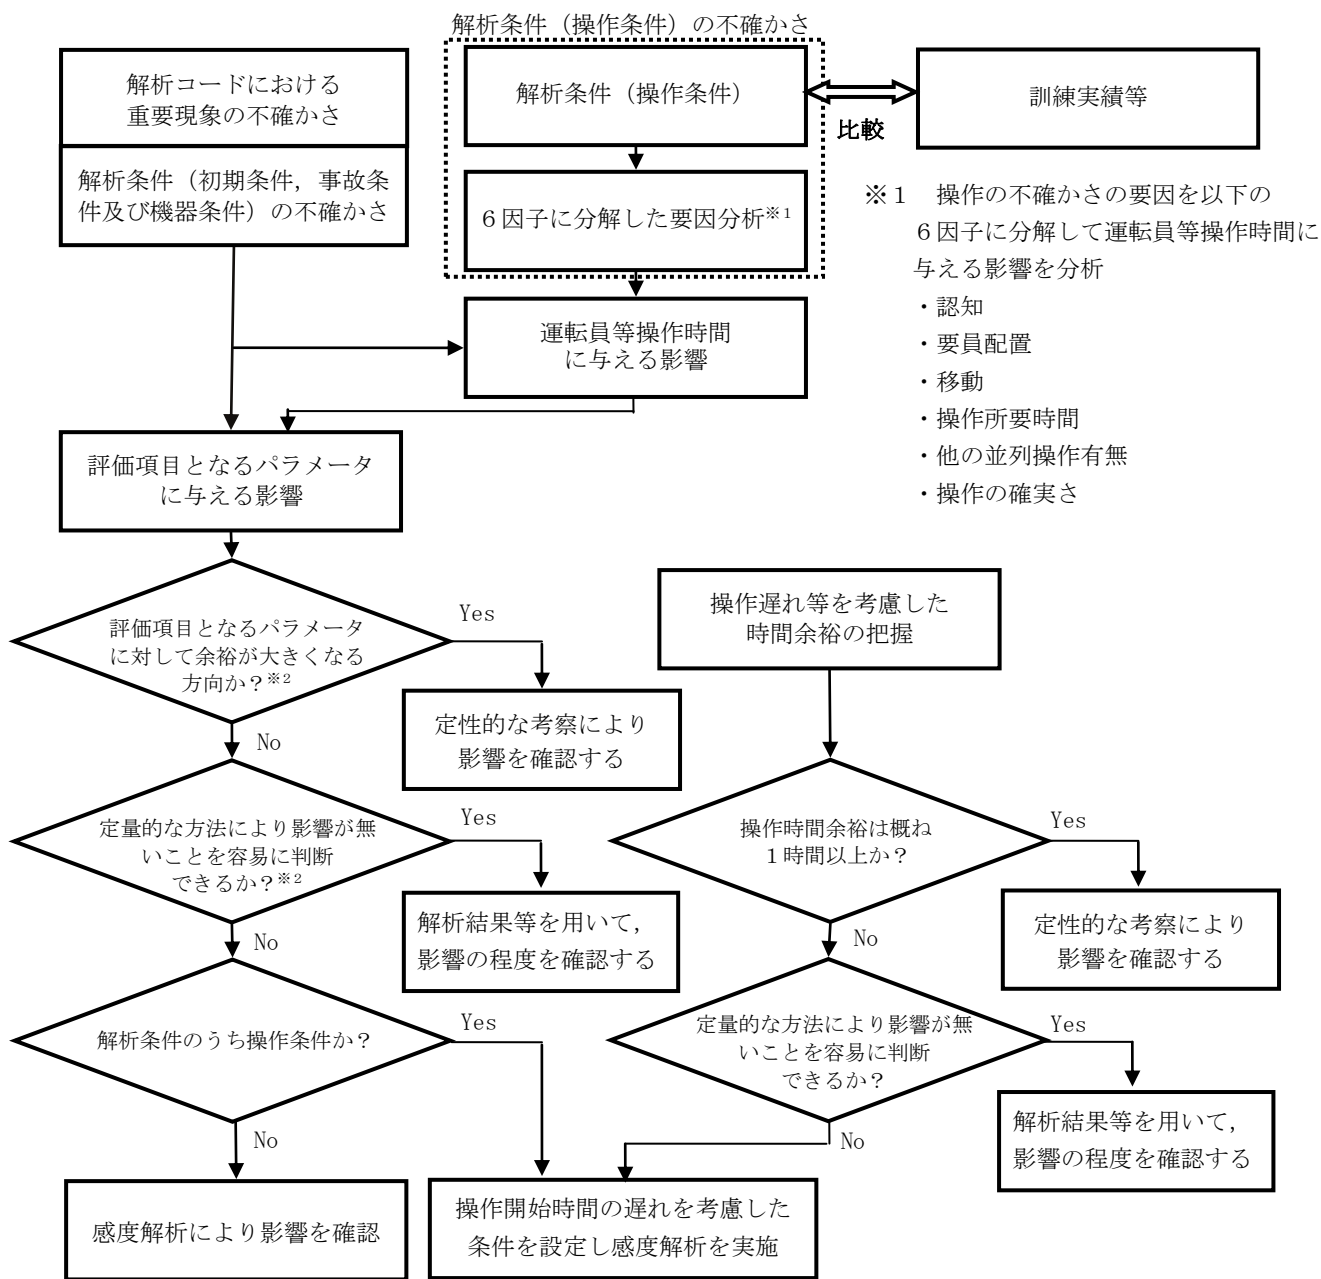 解析条件（操作条件）の不確かさ
解析コードにおける
重要現象の不確かさ
解析条件（初期条件，事故条
件及び機器条件）の不確かさ
解析条件（操作条件）
比較
訓練実績等
６因子に分解した要因分析※１
※１　操作の不確かさの要因を以下の
６因子に分解して運転員等操作時間に
与える影響を分析
・認知
・要員配置
・移動
・操作所要時間
・他の並列操作有無
・操作の確実さ
運転員等操作時間
に与える影響
評価項目となるパラメータ
に与える影響
評価項目となるパラメータ
に対して余裕が大きくなる
方向か？※２
Yes
定性的な考察により
影響を確認する
No
定量的な方法により影響が無
いことを容易に判断
できるか？※２
Yes
解析結果等を用いて，
影響の程度を確認する
No
解析条件のうち操作条件か？
Yes
No
感度解析により影響を確認
操作遅れ等を考慮した
時間余裕の把握
操作時間余裕は概ね
１時間以上か？
Yes
定性的な考察により
影響を確認する
No
定量的な方法により影響が無
いことを容易に判断
できるか？
Yes
解析結果等を用いて，
影響の程度を確認する
No
操作開始時間の遅れを考慮した
条件を設定し感度解析を実施